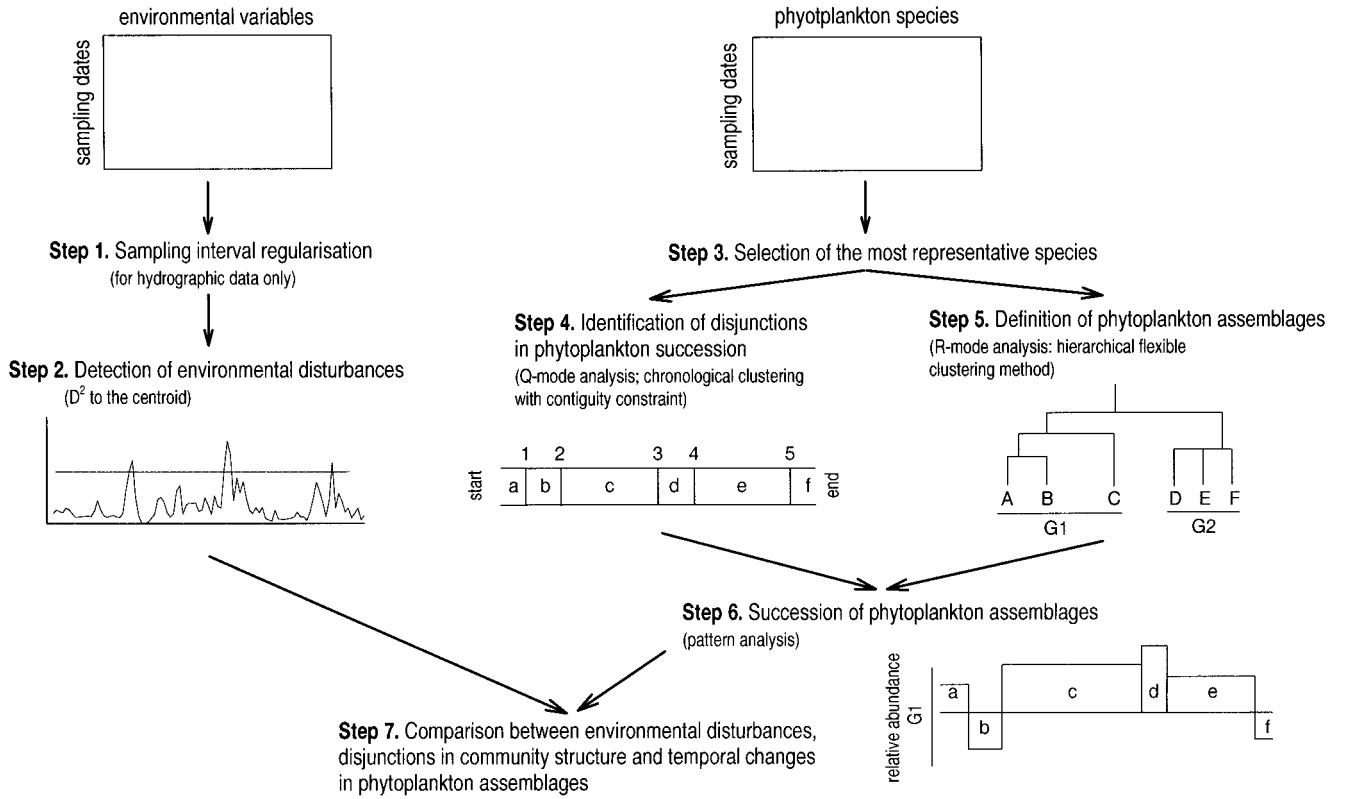 environmental variables
sampling dates
phyotplankton species
sampling dates
Step 1. Sampling interval regularisation
(for hydrographic data only)
Step 2. Detection of environmental disturbances
(D² to the centroid)
Step 3. Selection of the most representative species
Step 4. Identification of disjunctions
in phytoplankton succession
(Q-mode analysis; chronological clustering
with contiguity constraint)
1 2 3 4 5
start a b c d e f end
Step 5. Definition of phytoplankton assemblages
(R-mode analysis: hierarchical flexible
clustering method)
A B C D E F
G1 G2
Step 6. Succession of phytoplankton assemblages
(pattern analysis)
relative abundance
G1
a b c d e f
Step 7. Comparison between environmental disturbances,
disjunctions in community structure and temporal changes
in phytoplankton assemblages